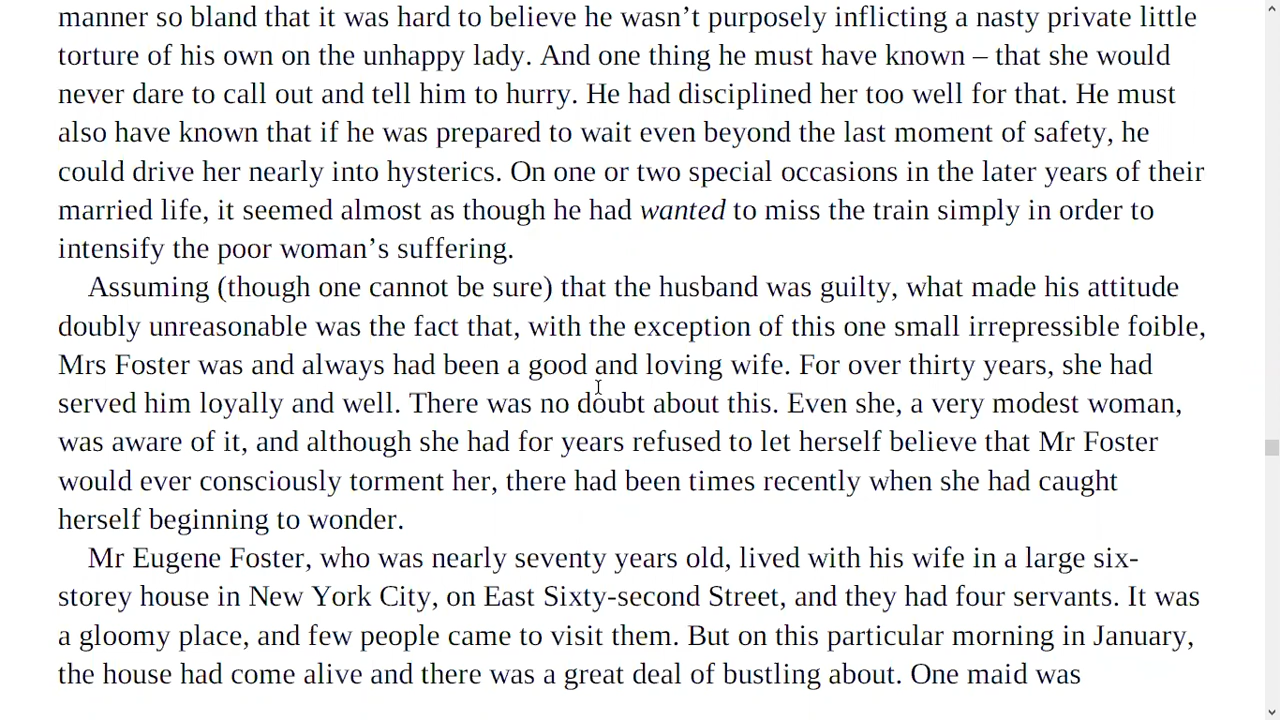 manner so bland that it was hard to believe he wasn’t purposely inflicting a nasty private little
torture of his own on the unhappy lady. And one thing he must have known – that she would
never dare to call out and tell him to hurry. He had disciplined her too well for that. He must
also have known that if he was prepared to wait even beyond the last moment of safety, he
could drive her nearly into hysterics. On one or two special occasions in the later years of their
married life, it seemed almost as though he had wanted to miss the train simply in order to
intensify the poor woman’s suffering.
Assuming (though one cannot be sure) that the husband was guilty, what made his attitude
doubly unreasonable was the fact that, with the exception of this one small irrepressible foible,
Mrs Foster was and always had been a good and loving wife. For over thirty years, she had
served him loyally and well. There was no doubt about this. Even she, a very modest woman,
was aware of it, and although she had for years refused to let herself believe that Mr Foster
would ever consciously torment her, there had been times recently when she had caught
herself beginning to wonder.
Mr Eugene Foster, who was nearly seventy years old, lived with his wife in a large six-
storey house in New York City, on East Sixty-second Street, and they had four servants. It was
a gloomy place, and few people came to visit them. But on this particular morning in January,
the house had come alive and there was a great deal of bustling about. One maid was